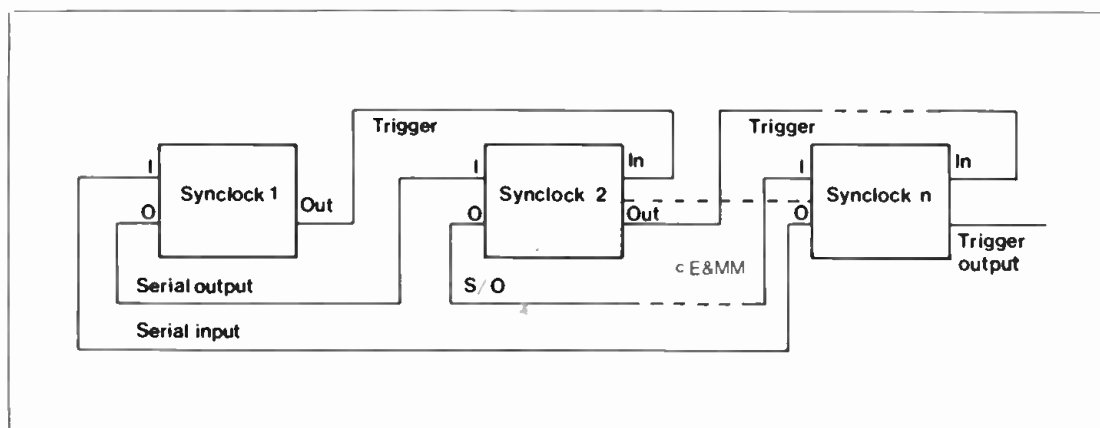 Trigger
Trigger
I
Synclock 1
O
Out
I
Synclock 2
O
In
Out
I
Synclock n
O
In
Trigger
output
Serial output
S/O
c E&MM
Serial input